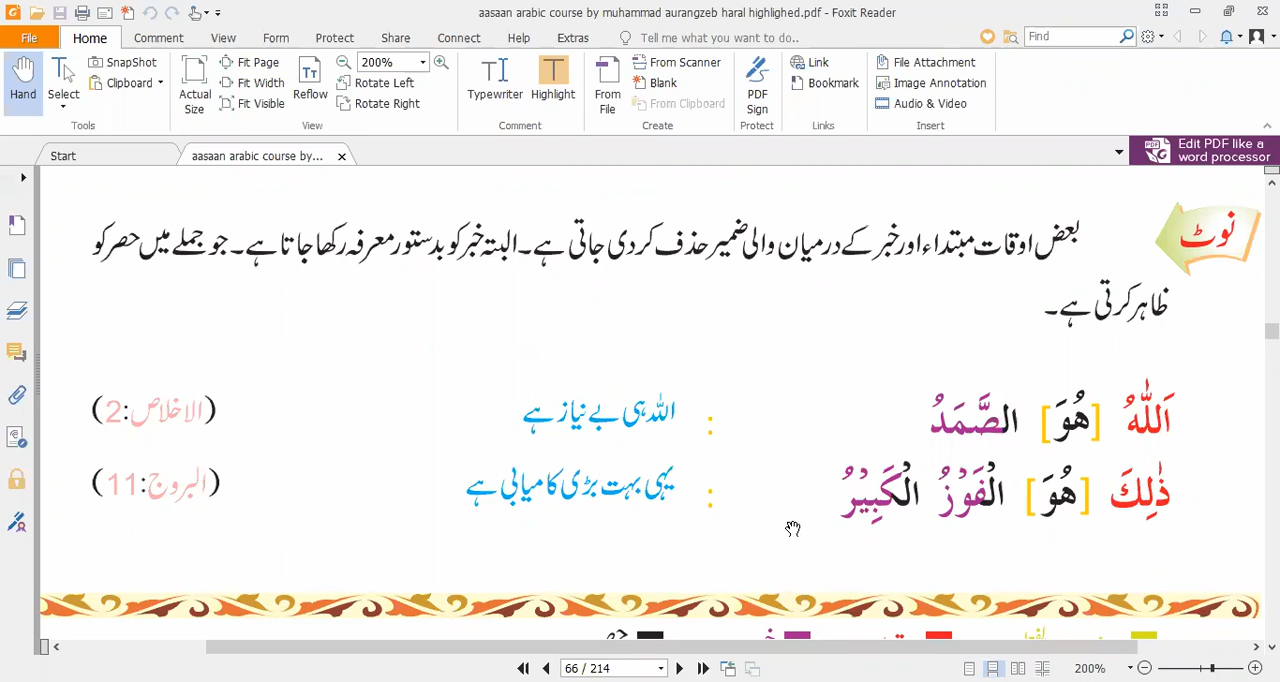 aasaan arabic course by muhammad aurangzeb haral highlighed.pdf - Foxit Reader
File Home Comment View Form Protect Share Connect Help Extras Tell me what you want to do.. Find
Hand
Select
SnapShot
Clipboard
Tools
Actual Size
Fit Page
Fit Width
Fit Visible
Reflow
200%
Rotate Left
Rotate Right
View
Typewriter
Highlight
Comment
From File
From Scanner
Blank
From Clipboard
Create
PDF Sign
Protect
Link
Bookmark
Links
File Attachment
Image Annotation
Audio & Video
Insert
Start
aasaan arabic course by...
Edit PDF like a
word processor
نوٹ
بعض اوقات مبتداء اور خبر کے درمیان والی ضمیر حذف کر دی جاتی ہے۔ البتہ خبر کو بدستور معرفہ رکھا جاتا ہے۔ جو جملے میں حصر کو
ظاہر کرتی ہے۔
اَللّٰهُ [هُوَ] الصَّمَدُ : اللہ ہی بے نیاز ہے (الاخلاص:2)
ذٰلِكَ [هُوَ] الْفَوْزُ الْكَبِيْرُ : یہی بہت بڑی کامیابی ہے (البروج:11)
66 / 214
200%